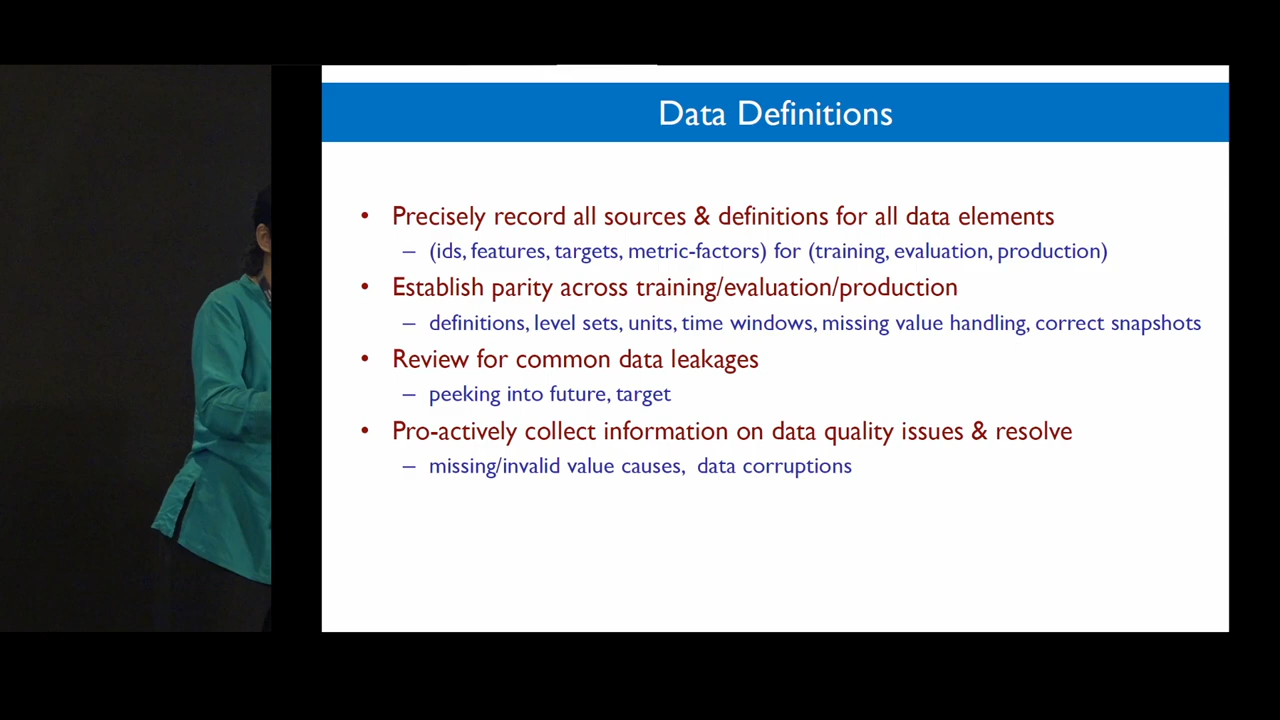 Data Definitions
• Precisely record all sources & definitions for all data elements
– (ids, features, targets, metric-factors) for (training, evaluation, production)
• Establish parity across training/evaluation/production
– definitions, level sets, units, time windows, missing value handling, correct snapshots
• Review for common data leakages
– peeking into future, target
• Pro-actively collect information on data quality issues & resolve
– missing/invalid value causes,  data corruptions